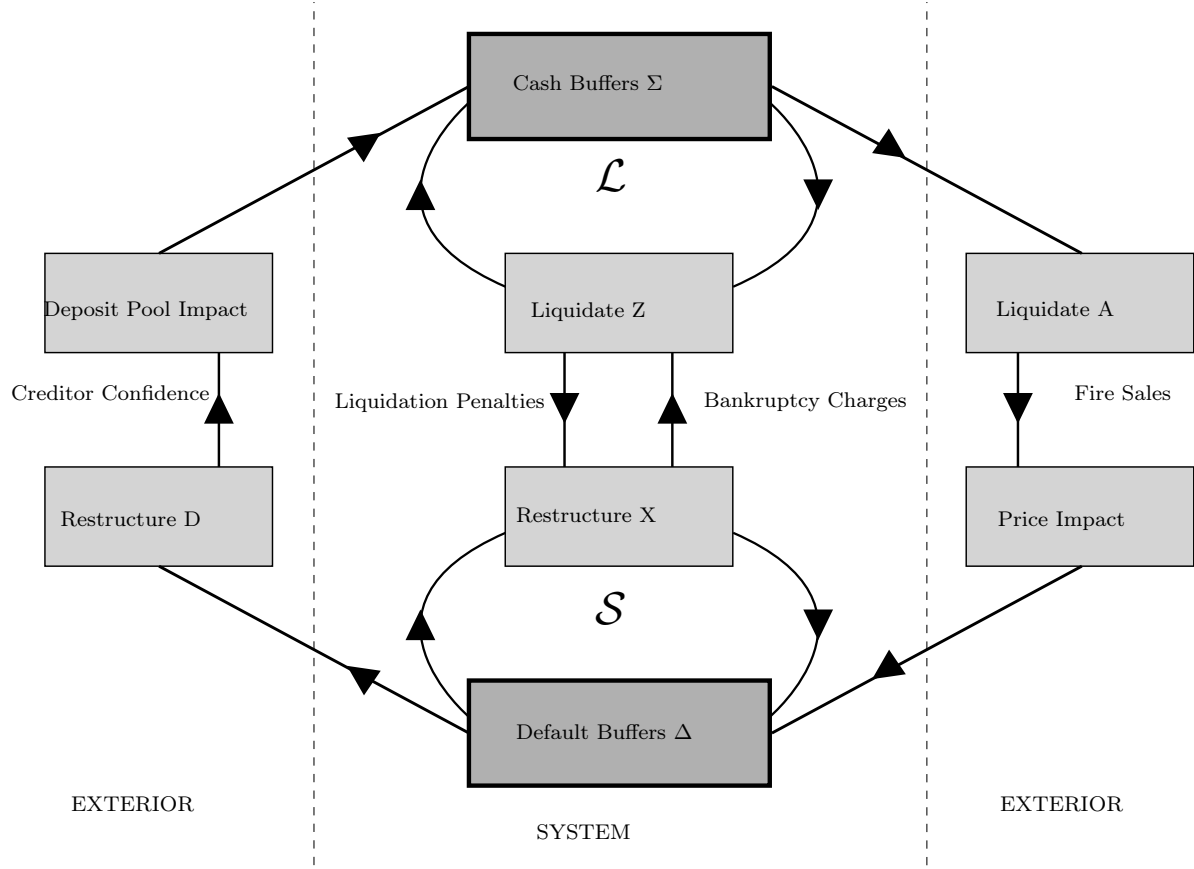 Cash Buffers Σ
ℒ
Deposit Pool Impact
Liquidate Z
Liquidate A
Creditor Confidence
Liquidation Penalties
Bankruptcy Charges
Fire Sales
Restructure D
Restructure X
Price Impact
𝒮
Default Buffers Δ
EXTERIOR
SYSTEM
EXTERIOR